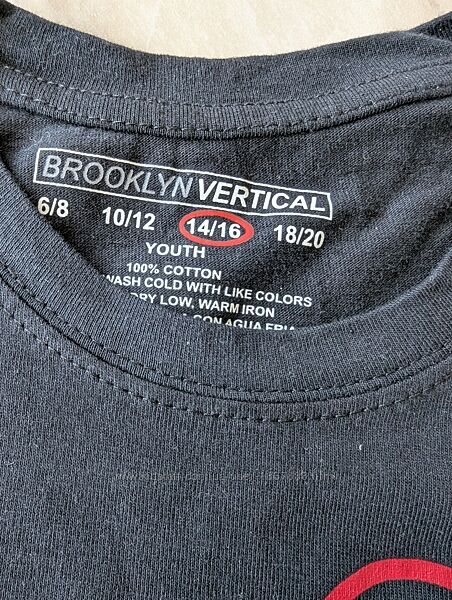 BROOKLYN VERTICAL
6/8 10/12 14/16 18/20
YOUTH
100% COTTON
WASH COLD WITH LIKE COLORS
DRY LOW, WARM IRON
CON AGUA FRIA